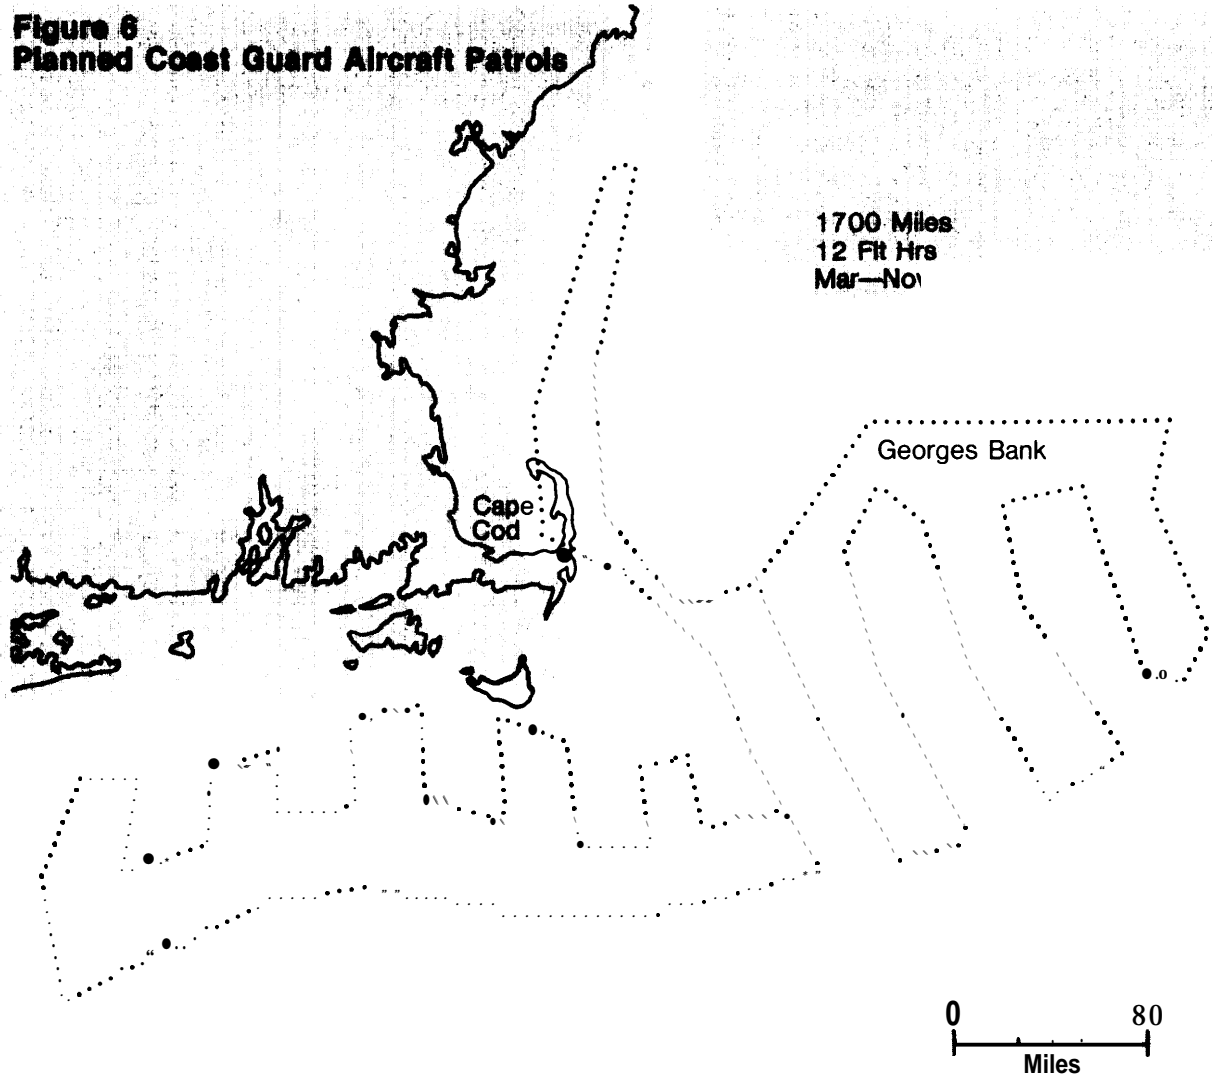 Figure 6
Planned Coast Guard Aircraft Patrols
1700 Miles
12 Flt Hrs
Mar—Nov
Georges Bank
Cape
Cod
0 80
Miles